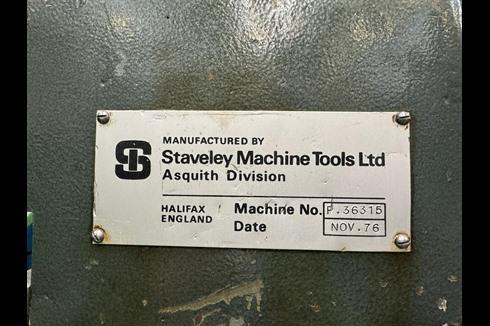 MANUFACTURED BY
Staveley Machine Tools Ltd
Asquith Division
HALIFAX
ENGLAND
Machine No. P.36315
Date NOV.76